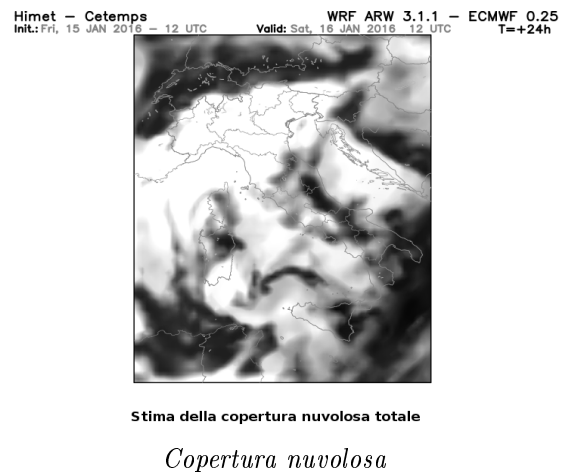 Himet – Cetemps WRF ARW 3.1.1 – ECMWF 0.25
Init.: Fri, 15 JAN 2016 – 12 UTC Valid: Sat, 16 JAN 2016 12 UTC T=+24h
Stima della copertura nuvolosa totale
Copertura nuvolosa